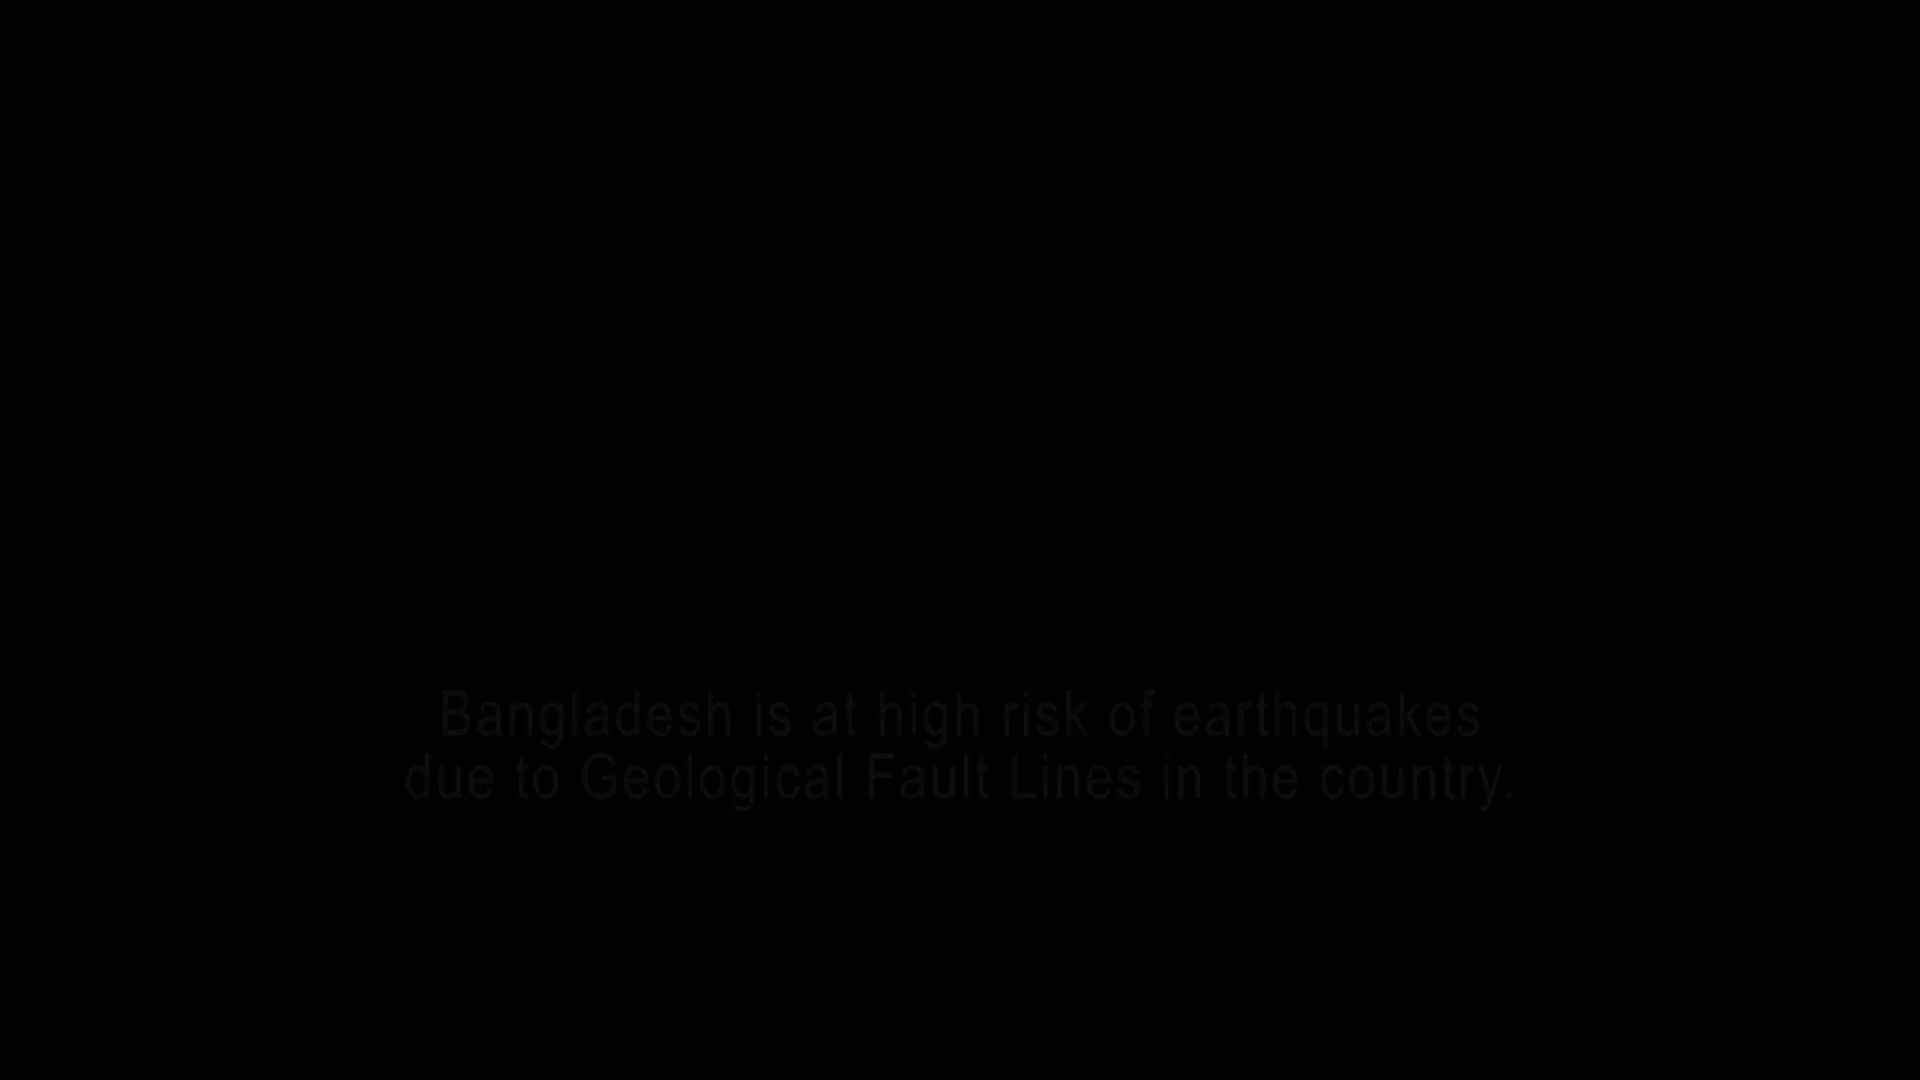 Bangladesh is at high risk of earthquakes
due to Geological Fault Lines in the country.